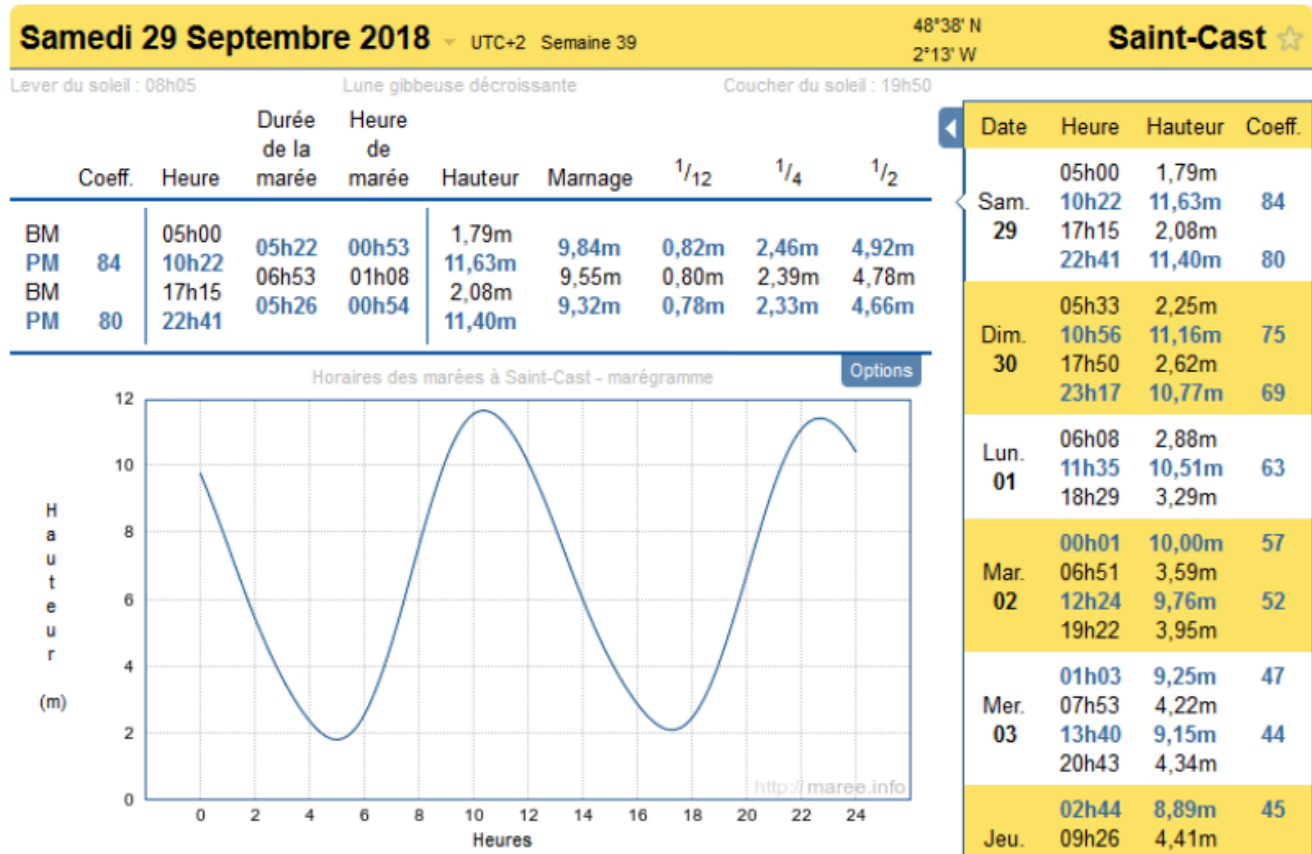 Samedi 29 Septembre 2018 UTC+2 Semaine 39
48°38' N
2°13' W
Saint-Cast
Lever du soleil : 08h05 Lune gibbeuse décroissante Coucher du soleil : 19h50
Coeff. Heure Durée de la marée Heure de marée Hauteur Marnage 1/12 1/4 1/2
BM 05h00 1,79m
05h22 00h53 9,84m 0,82m 2,46m 4,92m
PM 84 10h22 11,63m
06h53 01h08 9,55m 0,80m 2,39m 4,78m
BM 17h15 2,08m
05h26 00h54 9,32m 0,78m 2,33m 4,66m
PM 80 22h41 11,40m
Options
Horaires des marées à Saint-Cast - marégramme
Hauteur
(m)
12
10
8
6
4
2
0
http://maree.info
0 2 4 6 8 10 12 14 16 18 20 22 24
Heures
Date Heure Hauteur Coeff.
Sam.
29
05h00 1,79m
10h22 11,63m 84
17h15 2,08m
22h41 11,40m 80
Dim.
30
05h33 2,25m
10h56 11,16m 75
17h50 2,62m
23h17 10,77m 69
Lun.
01
06h08 2,88m
11h35 10,51m 63
18h29 3,29m
Mar.
02
00h01 10,00m 57
06h51 3,59m
12h24 9,76m 52
19h22 3,95m
Mer.
03
01h03 9,25m 47
07h53 4,22m
13h40 9,15m 44
20h43 4,34m
Jeu.
02h44 8,89m 45
09h26 4,41m